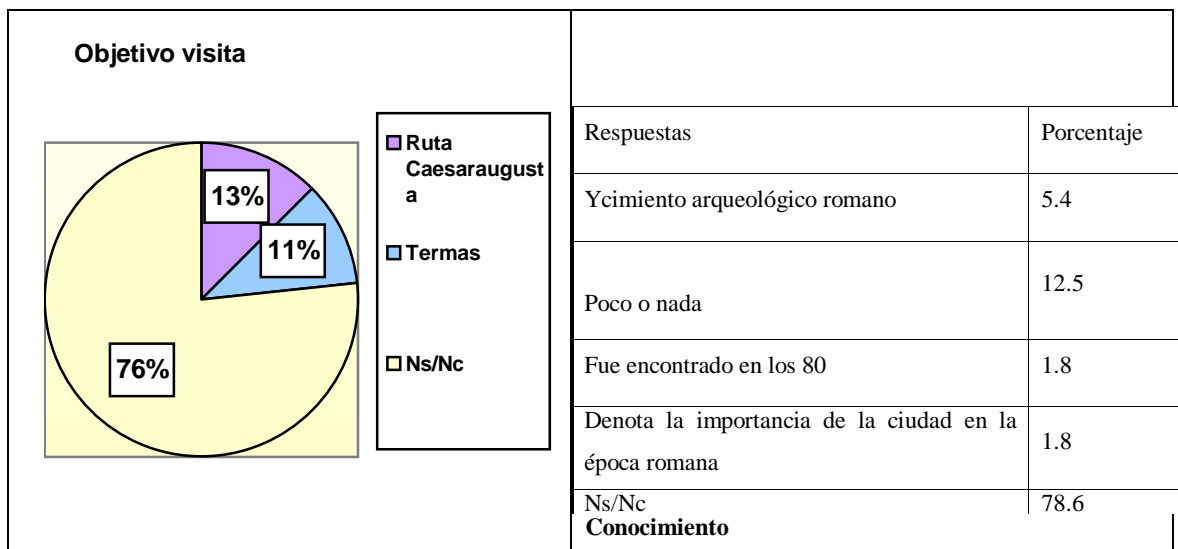 Objetivo visita
13%
11%
76%
Ruta
Caesaraugust
a
Termas
Ns/Nc
Respuestas Porcentaje
Ycimiento arqueológico romano 5.4
Poco o nada 12.5
Fue encontrado en los 80 1.8
Denota la importancia de la ciudad en la
época romana 1.8
Ns/Nc 78.6
Conocimiento